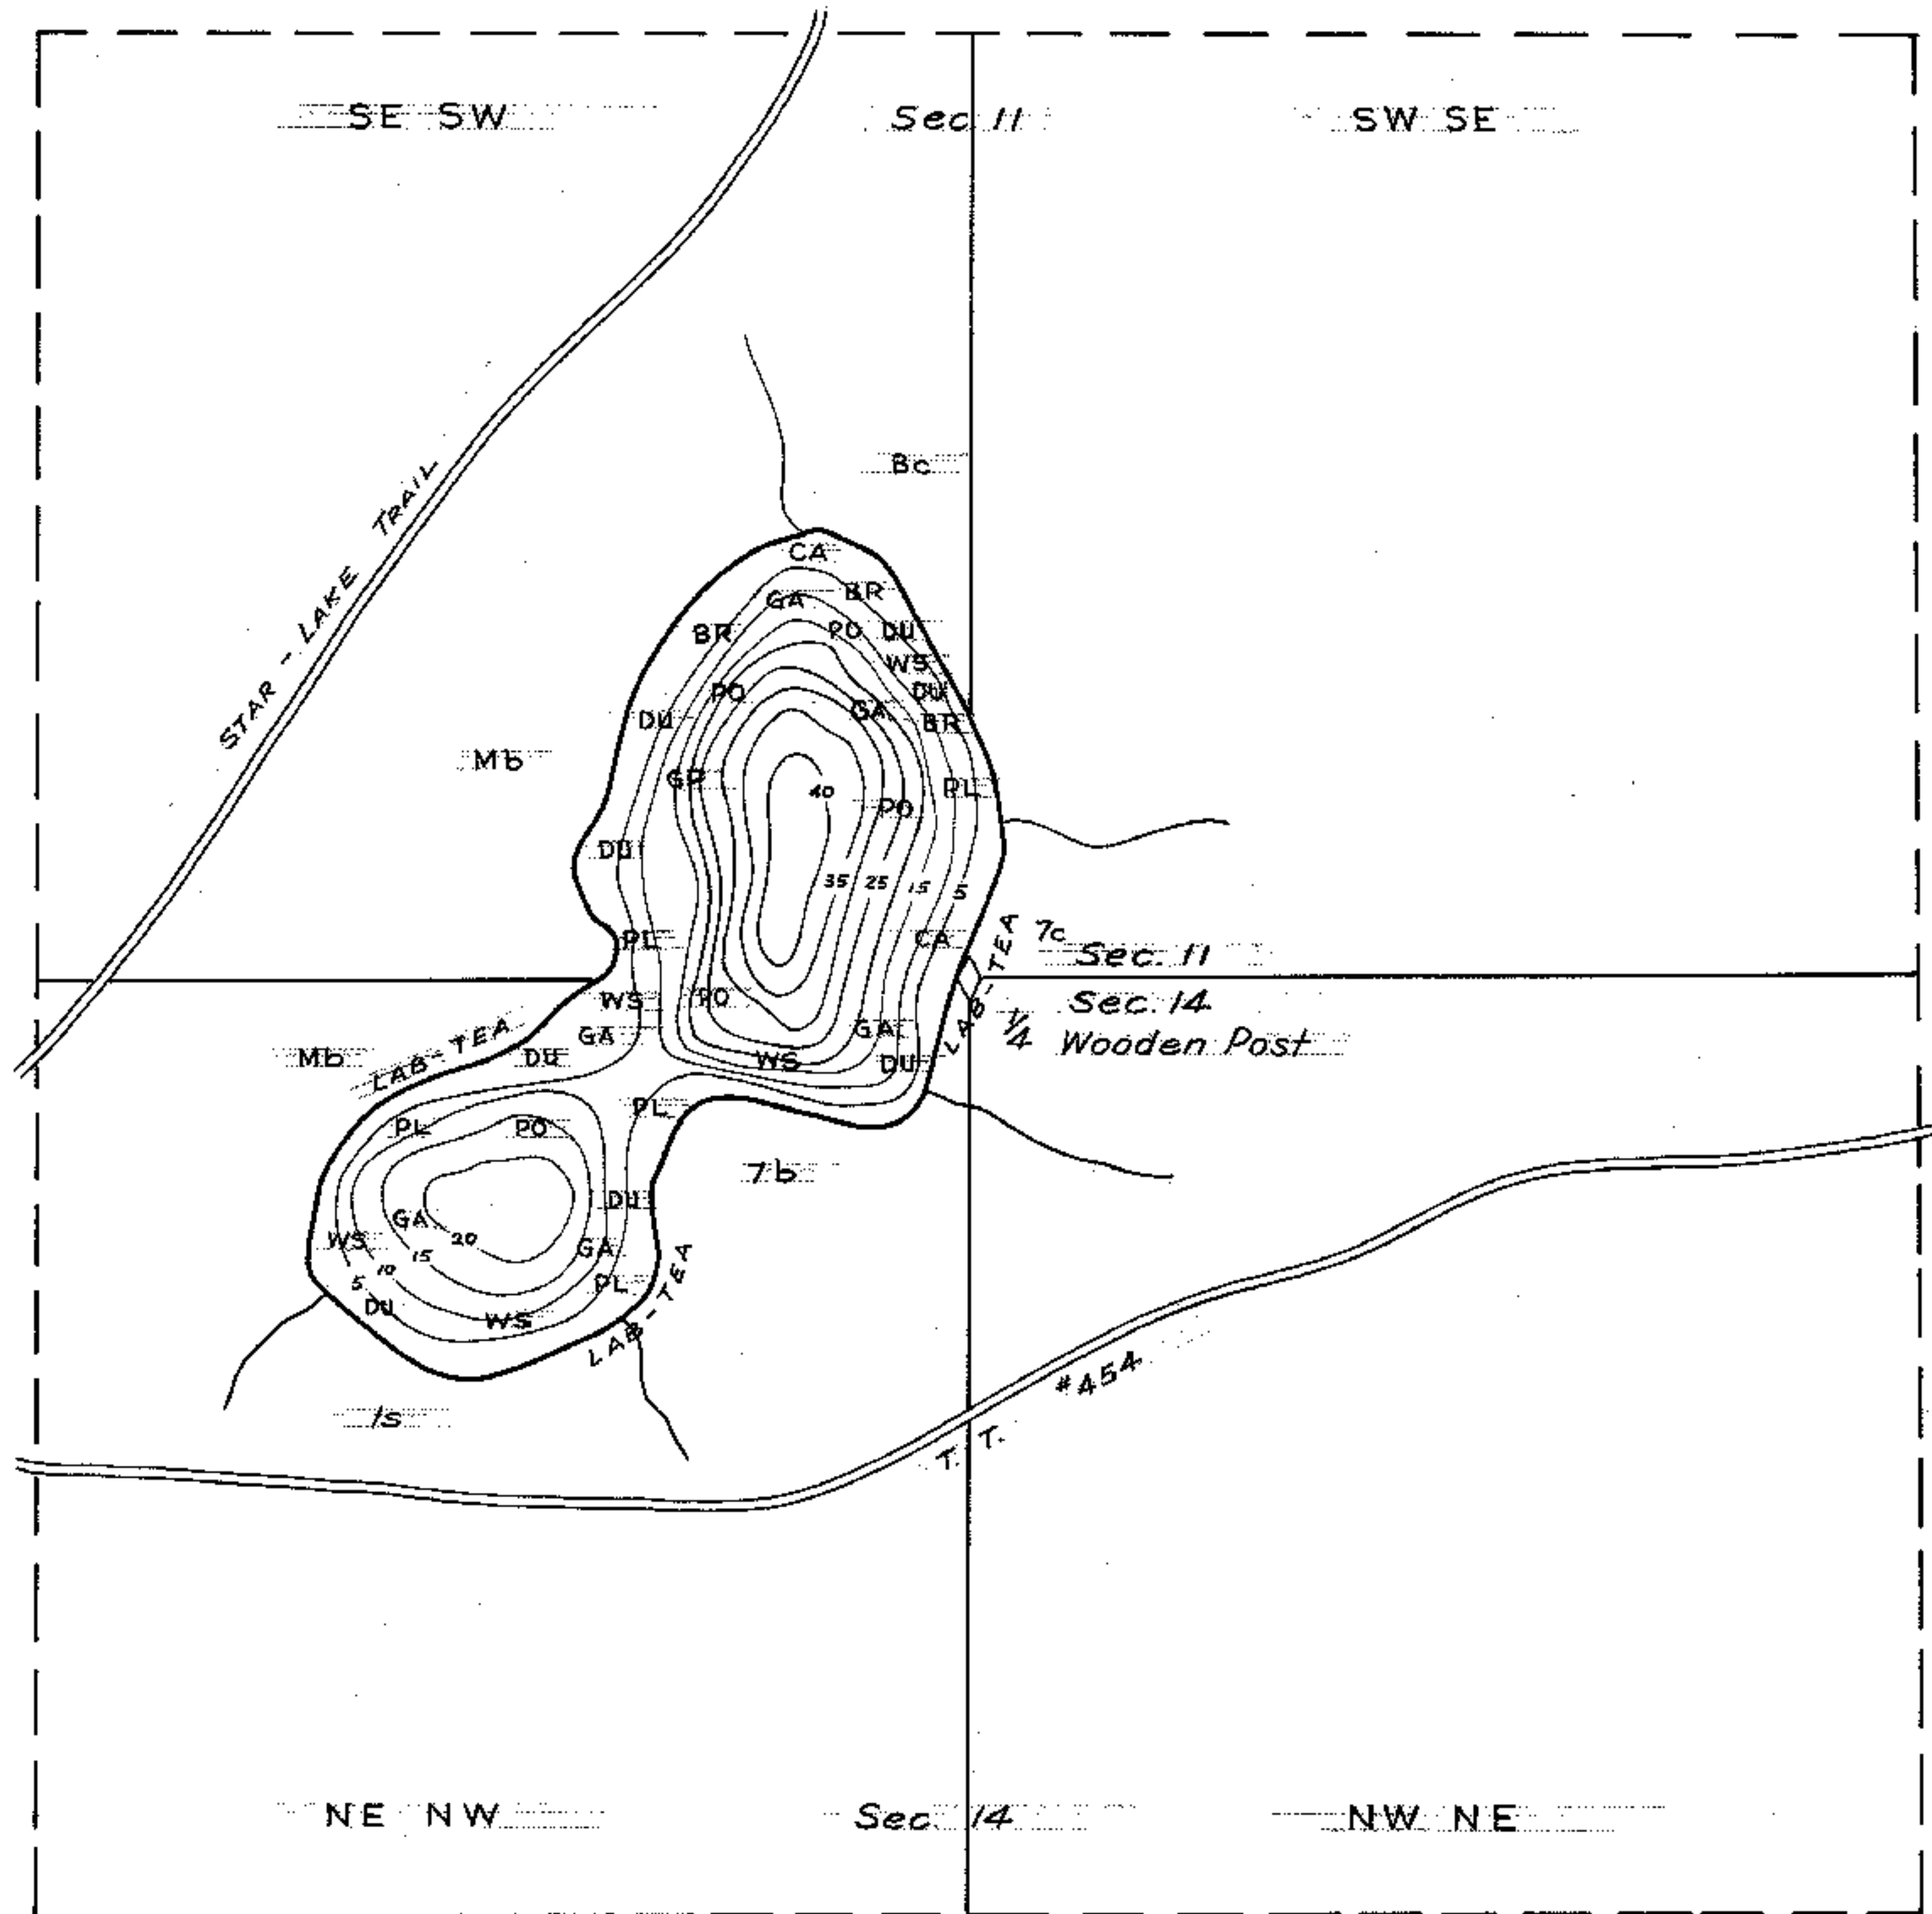 SE SW
Sec. 11
SW SE
STAR - LAKE TRAIL
Bc
CA
BR
GA
BR
PO
DU
WS
PO
DU
DU
GA
BR
Mb
GP
40
PO
PL
DU
35
25
15
5
PL
CA
LAB-TEA
7c
Sec. 11
WS
PO
Sec. 14
1/4 Wooden Post
GA
GA
LAB-TEA
Mb
DU
WS
DU
PL
PL
PO
7b
DU
GA
WS
20
GA
15
10
5
PL
DU
WS
LAB-TEA
#454
1s
T. T.
NE NW
Sec. 14
NW NE